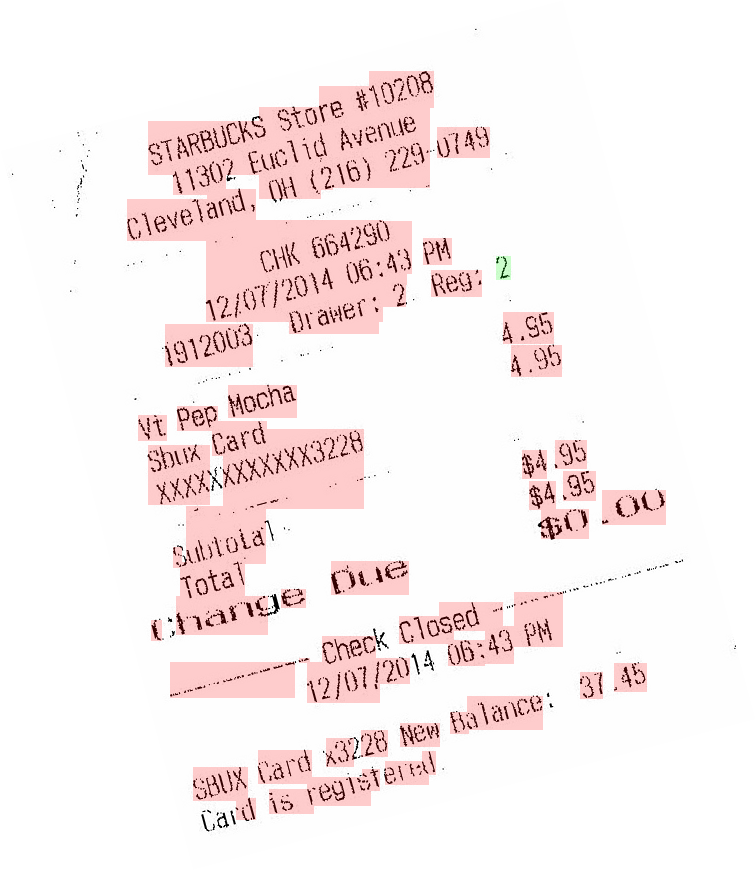 STARBUCKS Store #10208
11302 Euclid Avenue
Cleveland, OH (216) 229-0749
CHK 664290
12/07/2014 06:43 PM
1912003 Drawer: 2 Reg: 2
Vt Pep Mocha 4.95
Sbux Card 4.95
XXXXXXXXXXXX3228
Subtotal $4.95
Total $4.95
Change Due $0.00
Check Closed
12/07/2014 06:43 PM
SBUX Card x3228 New Balance: 37.45
Card is registered.